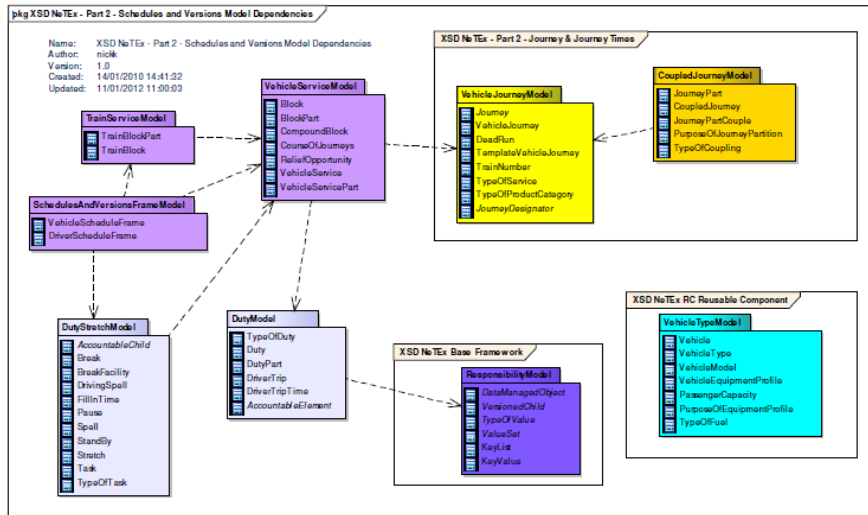 pkg XSD NeTEx - Part 2 - Schedules and Versions Model Dependencies
Name: XSD NeTEx - Part 2 - Schedules and Versions Model Dependencies
Author: nickk
Version: 1.0
Created: 14/01/2010 14:41:32
Updated: 11/01/2012 11:00:03
XSD NeTEx - Part 2 - Journey & Journey Times
TrainServiceModel
TrainBlockPart
TrainBlock
VehicleServiceModel
Block
BlockPart
CompoundBlock
CourseOfJourneys
ReliefOpportunity
VehicleService
VehicleServicePart
VehicleJourneyModel
Journey
VehicleJourney
DeadRun
TemplateVehicleJourney
TrainNumber
TypeOfService
TypeOfProductCategory
JourneyDesignator
CoupledJourneyModel
JourneyPart
CoupledJourney
JourneyPartCouple
PurposeOfJourneyPartition
TypeOfCoupling
SchedulesAndVersionsFrameModel
VehicleScheduleFrame
DriverScheduleFrame
DutyStretchModel
AccountableChild
Break
BreakFacility
DrivingSpell
FillInTime
Pause
Spell
StandBy
Stretch
Task
TypeOfTask
DutyModel
TypeOfDuty
Duty
DutyPart
DriverTrip
DriverTripTime
AccountableElement
XSD NeTEx Base Framework
ResponsibilityModel
DataManagedObject
VersionedChild
TypeOfValue
ValueSet
KeyList
KeyValue
XSD NeTEx RC Reusable Component
VehicleTypeModel
Vehicle
VehicleType
VehicleModel
VehicleEquipmentProfile
PassengerCapacity
PurposeOfEquipmentProfile
TypeOfFuel